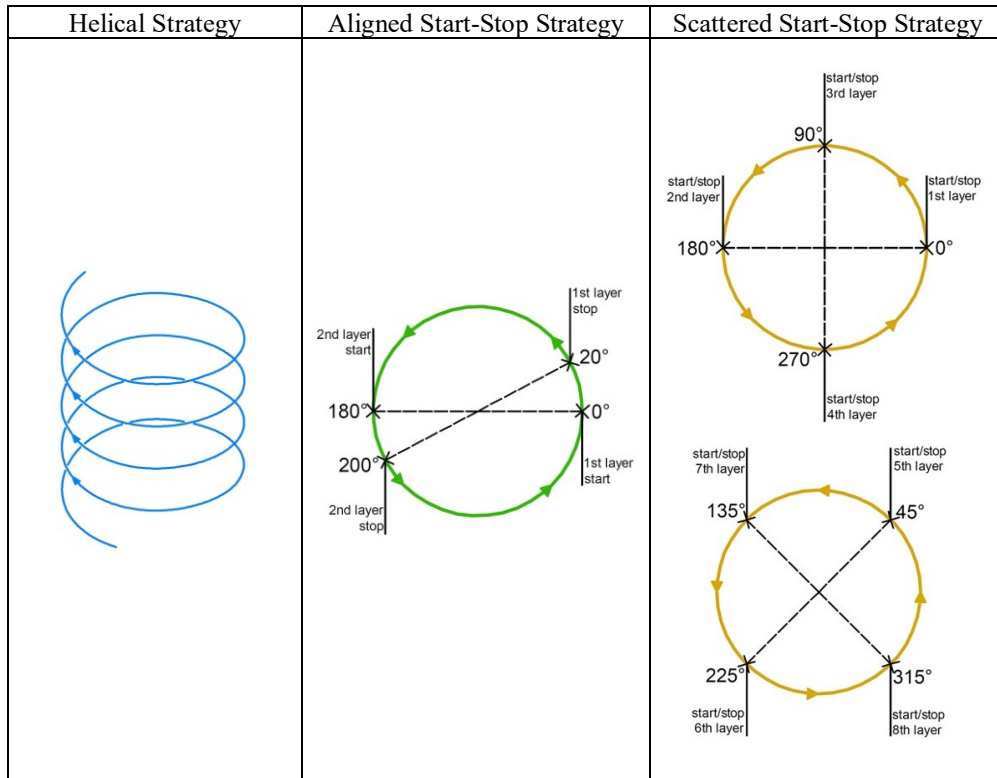 Helical Strategy
Aligned Start-Stop Strategy
Scattered Start-Stop Strategy
1st layer
stop
2nd layer
start
20°
180°
0°
200°
1st layer
start
2nd layer
stop
start/stop
3rd layer
90°
start/stop
2nd layer
start/stop
1st layer
180°
0°
270°
start/stop
4th layer
start/stop
7th layer
start/stop
5th layer
135°
45°
225°
315°
start/stop
6th layer
start/stop
8th layer